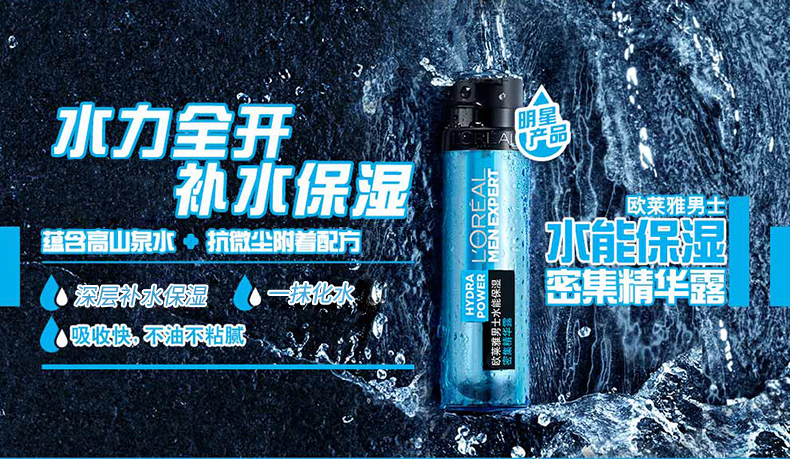 水力全开
补水保湿
蕴含高山泉水 + 抗微尘附着配方
深层补水保湿
一抹化水
吸收快,不油不粘腻
明星
产品
L'ORÉAL
L'ORÉAL
MEN EXPERT
HYDRA
POWER
欧莱雅男士水能保湿
密集精华露
欧莱雅男士
水能保湿
密集精华露